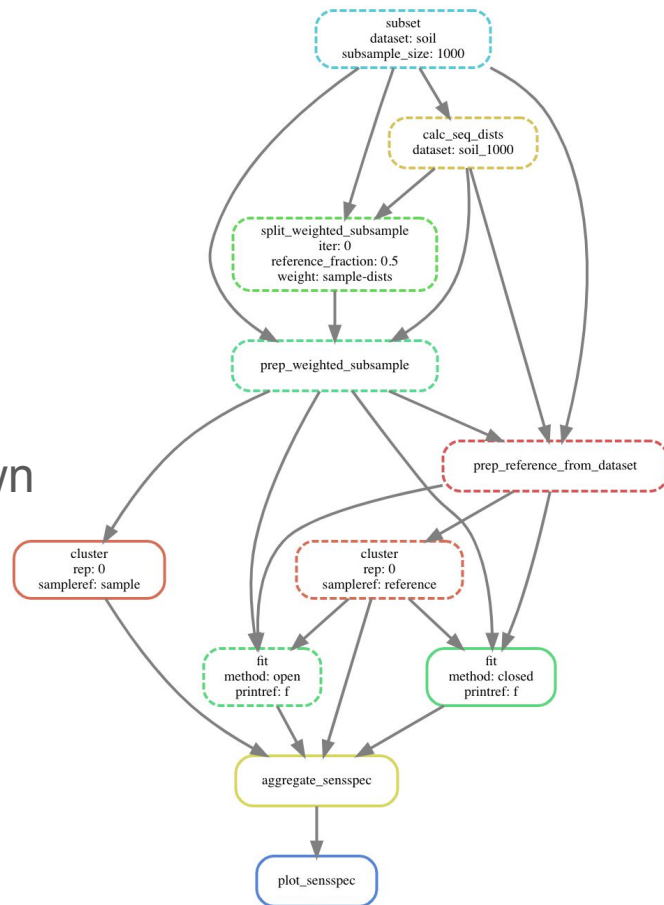 subset
dataset: soil
subsample_size: 1000
calc_seq_dists
dataset: soil_1000
split_weighted_subsample
iter: 0
reference_fraction: 0.5
weight: sample-dists
prep_weighted_subsample
prep_reference_from_dataset
cluster
rep: 0
sampleref: sample
cluster
rep: 0
sampleref: reference
fit
method: open
printref: f
fit
method: closed
printref: f
aggregate_sensspec
plot_sensspec